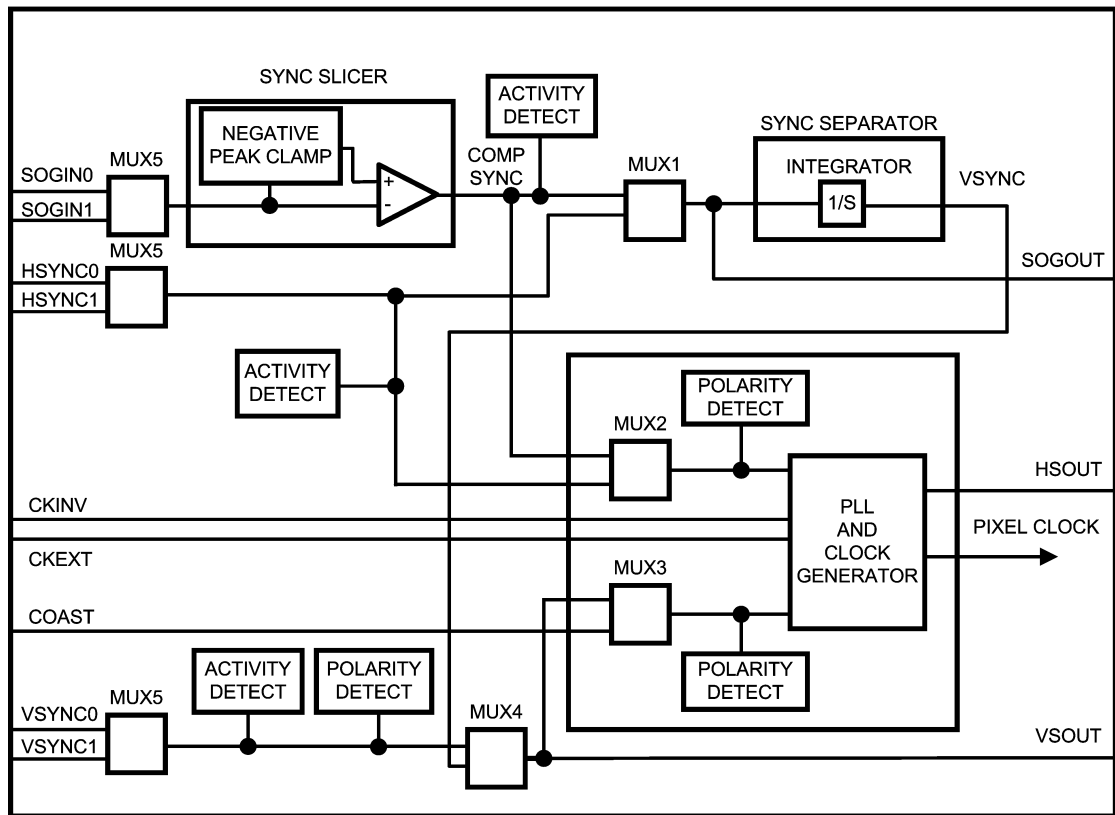 SYNC SLICER
ACTIVITY
DETECT
NEGATIVE
PEAK CLAMP
+
-
COMP
SYNC
SYNC SEPARATOR
INTEGRATOR
1/S
VSYNC
MUX5
SOGIN0
SOGIN1
MUX1
SOGOUT
MUX5
HSYNC0
HSYNC1
ACTIVITY
DETECT
POLARITY
DETECT
MUX2
HSOUT
CKINV
PLL
AND
CLOCK
GENERATOR
PIXEL CLOCK
CKEXT
MUX3
COAST
POLARITY
DETECT
ACTIVITY
DETECT
POLARITY
DETECT
MUX5
VSYNC0
VSYNC1
MUX4
VSOUT